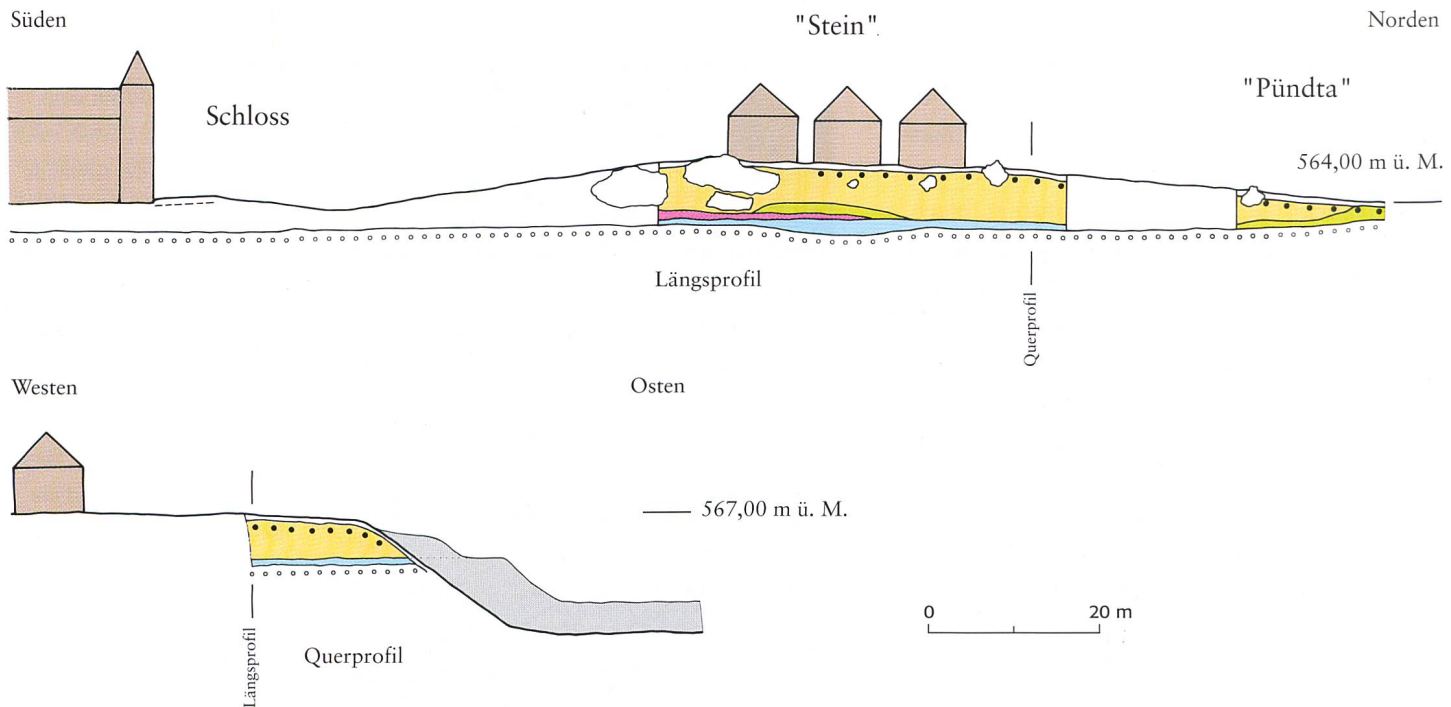 Süden
"Stein".
Norden
"Pündta"
Schloss
564,00 m ü. M.
Längsprofil
Querprofil
Westen
Osten
567,00 m ü. M.
0 20 m
Längsprofil
Querprofil